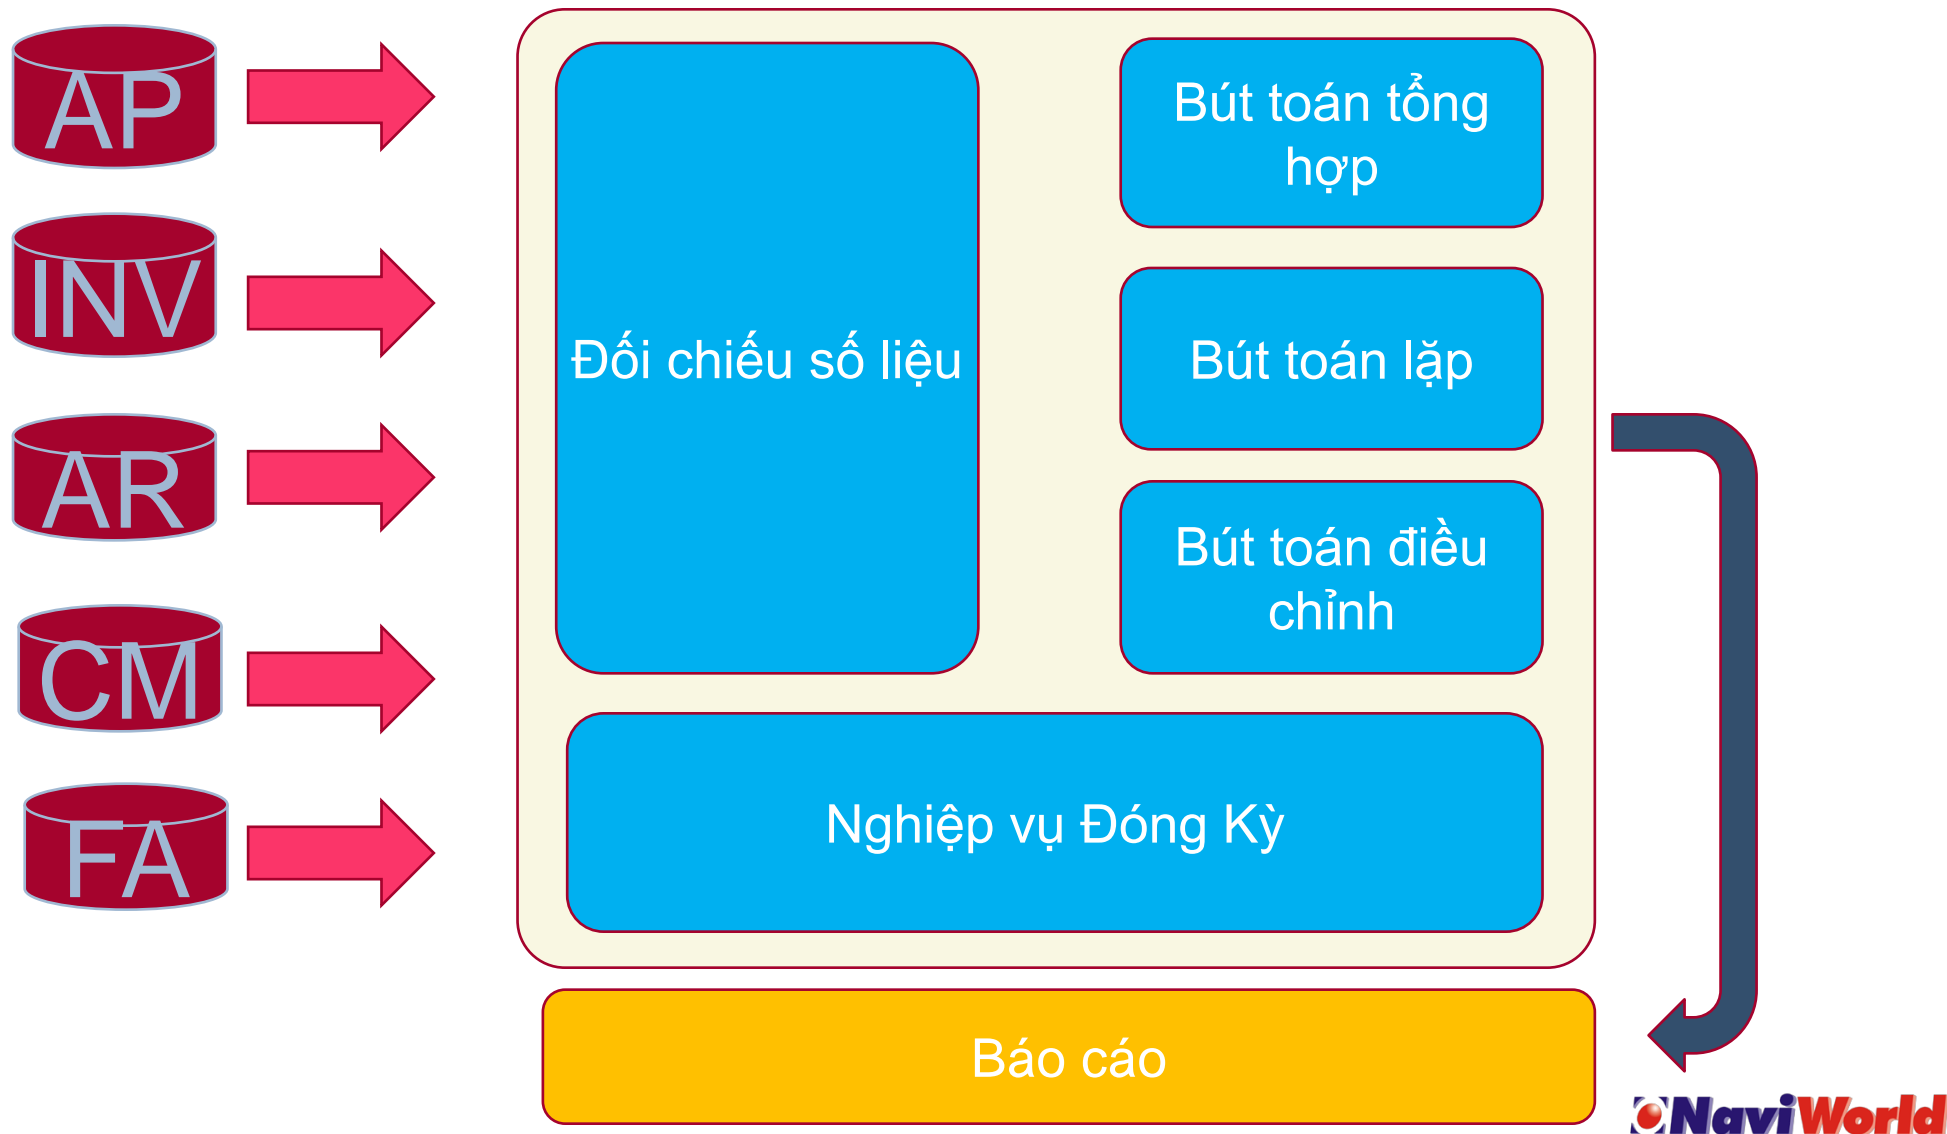 AP
INV
AR
CM
FA
Đối chiếu số liệu
Bút toán tổng
hợp
Bút toán lặp
Bút toán điều
chỉnh
Nghiệp vụ Đóng Kỳ
Báo cáo
NaviWorld